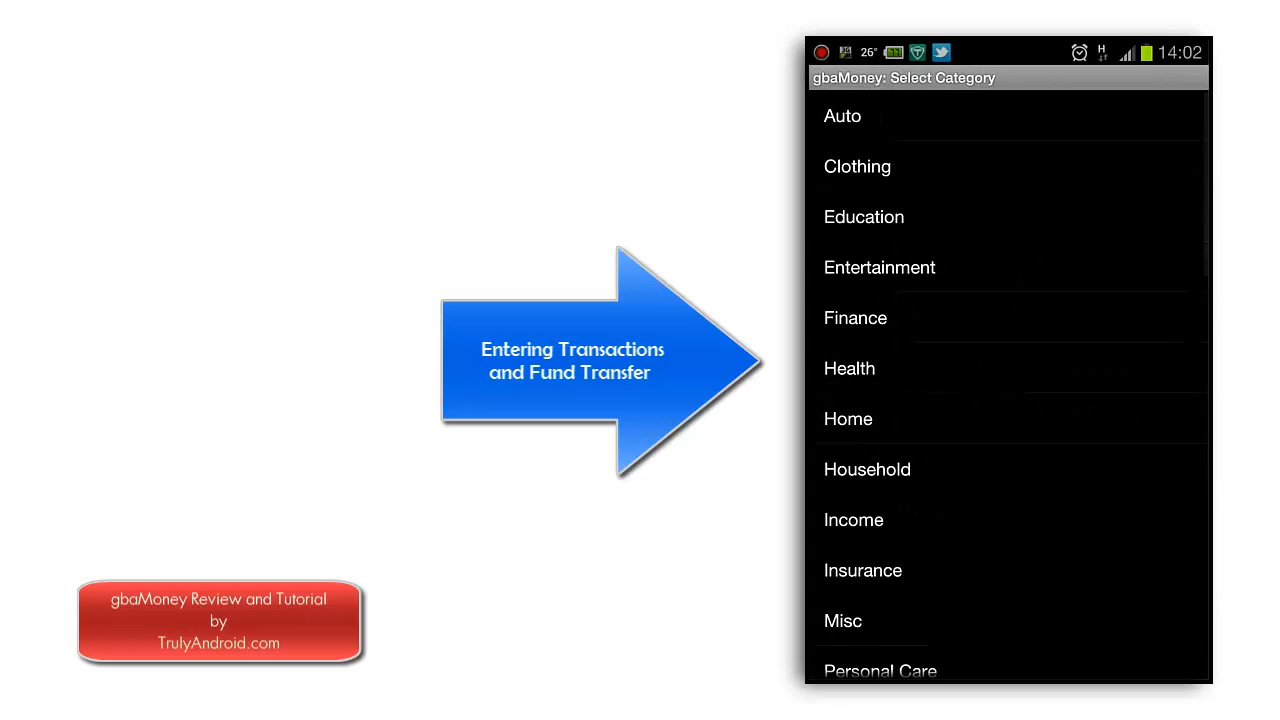 26°
14:02
gbaMoney: Select Category
Auto
Clothing
Education
Entertainment
Finance
Health
Home
Household
Income
Insurance
Misc
Personal Care
Entering Transactions
and Fund Transfer
gbaMoney Review and Tutorial
by
TrulyAndroid.com